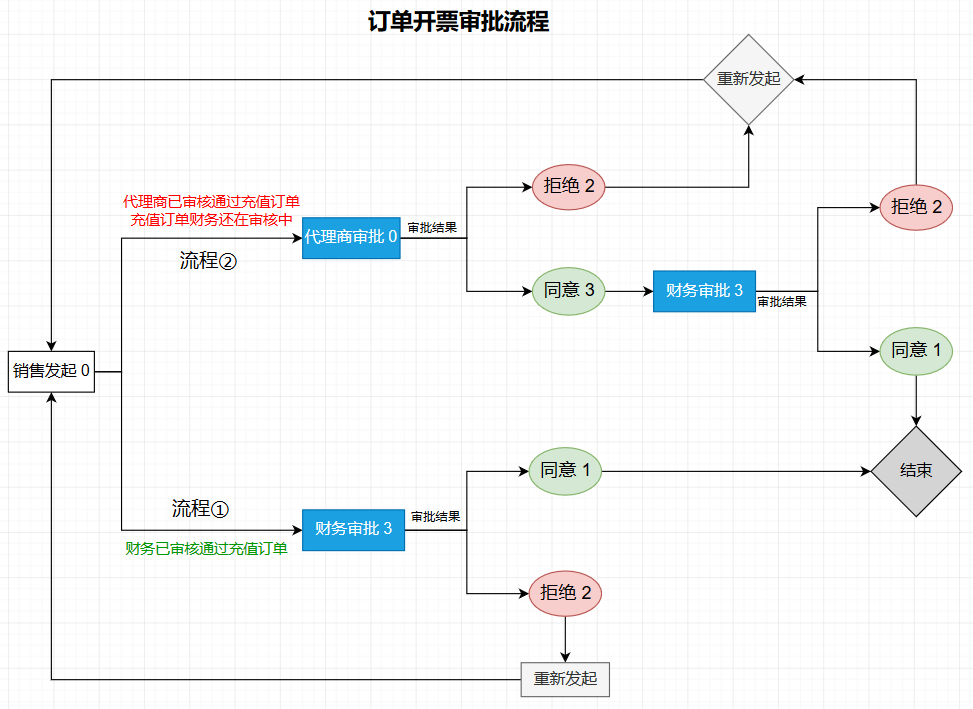 订单开票审批流程
重新发起
代理商已审核通过充值订单
充值订单财务还在审核中
流程②
代理商审批 0
审批结果
拒绝 2
同意 3
财务审批 3
审批结果
拒绝 2
同意 1
销售发起 0
结束
流程①
财务已审核通过充值订单
财务审批 3
审批结果
同意 1
拒绝 2
重新发起